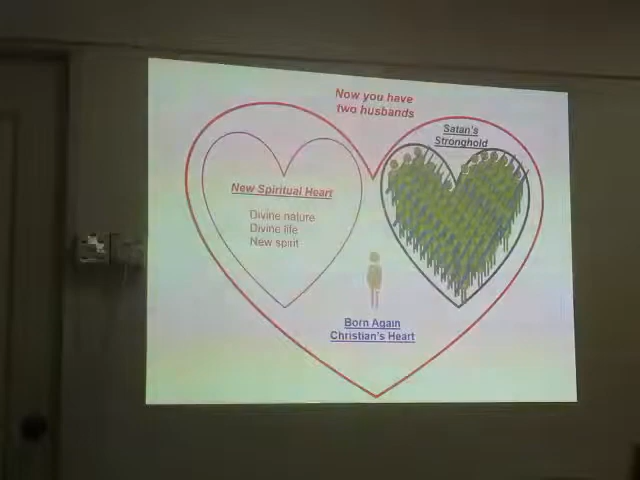 Now you have
two husbands
Satan's
Stronghold
New Spiritual Heart
Divine nature
Divine life
New spirit
Born Again
Christian's Heart